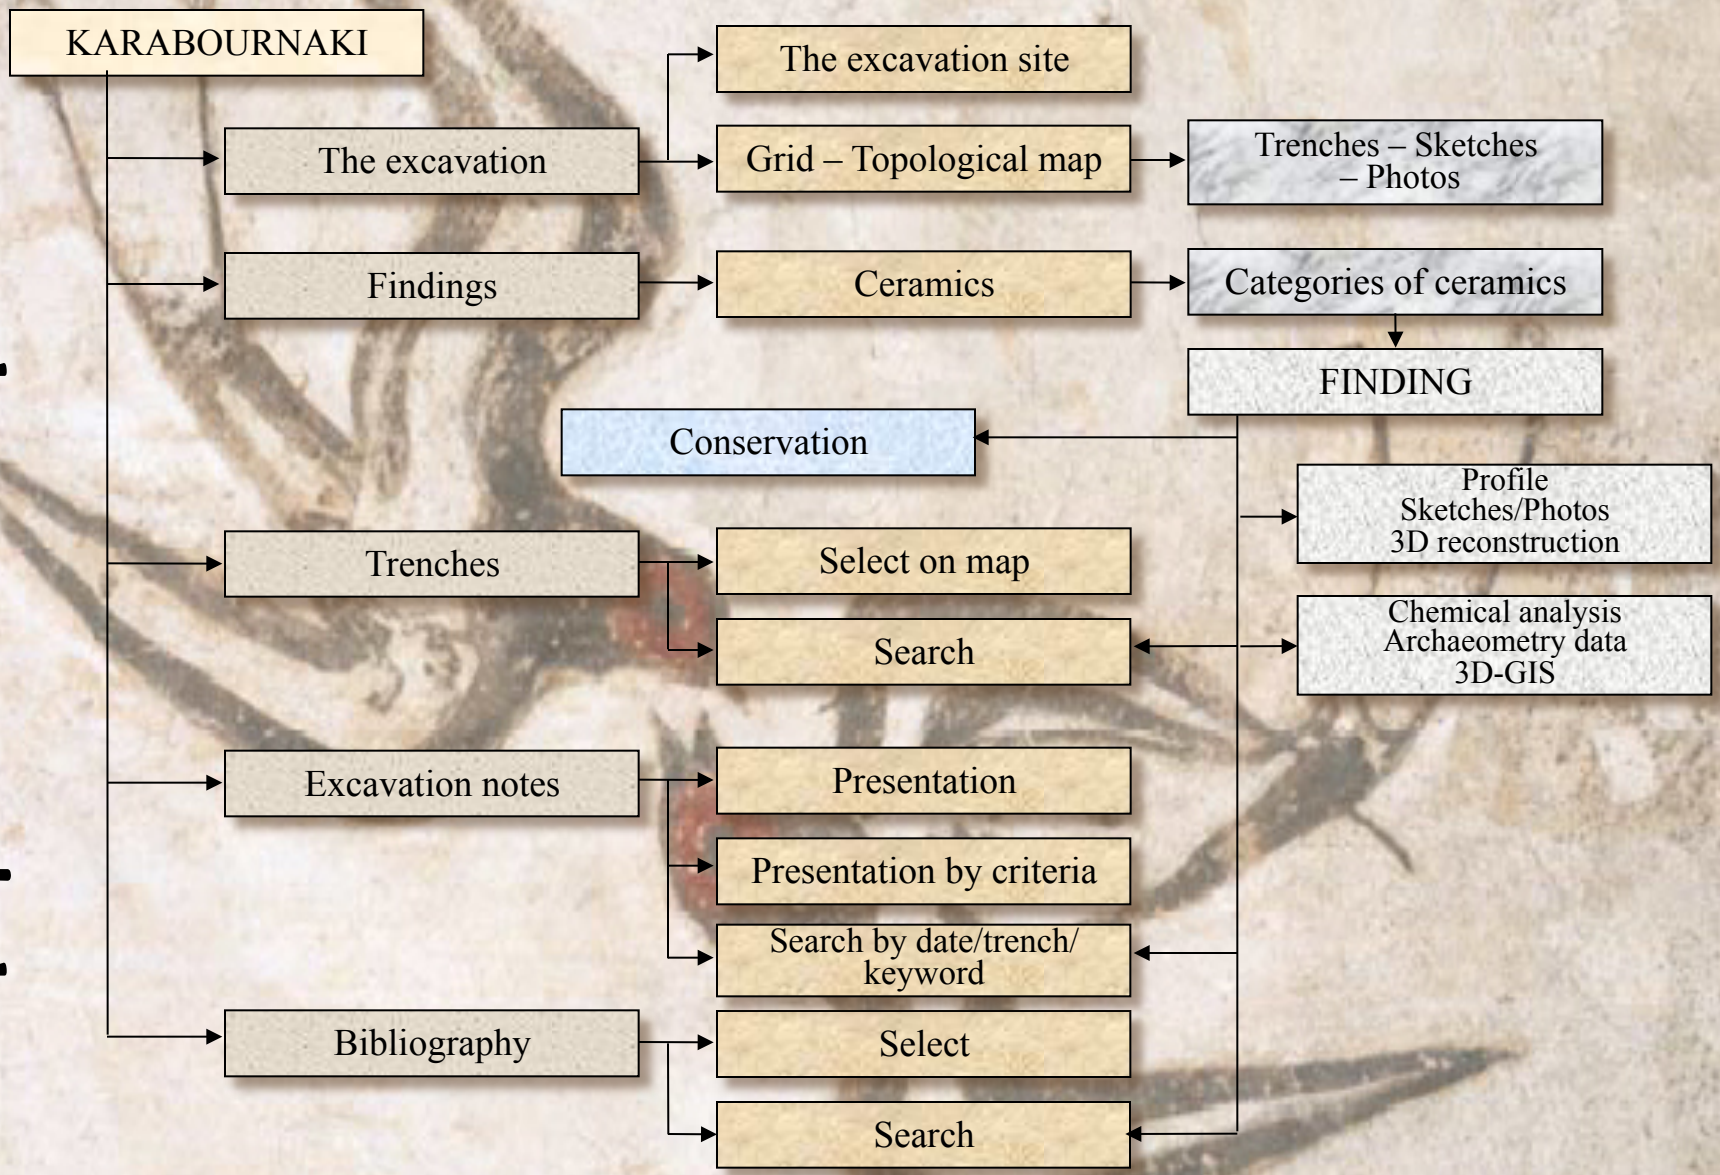 KARABOURNAKI
The excavation site
The excavation
Grid – Topological map
Trenches – Sketches
– Photos
Findings
Ceramics
Categories of ceramics
FINDING
Conservation
Profile
Sketches/Photos
3D reconstruction
Trenches
Select on map
Search
Chemical analysis
Archaeometry data
3D-GIS
Excavation notes
Presentation
Presentation by criteria
Search by date/trench/
keyword
Bibliography
Select
Search